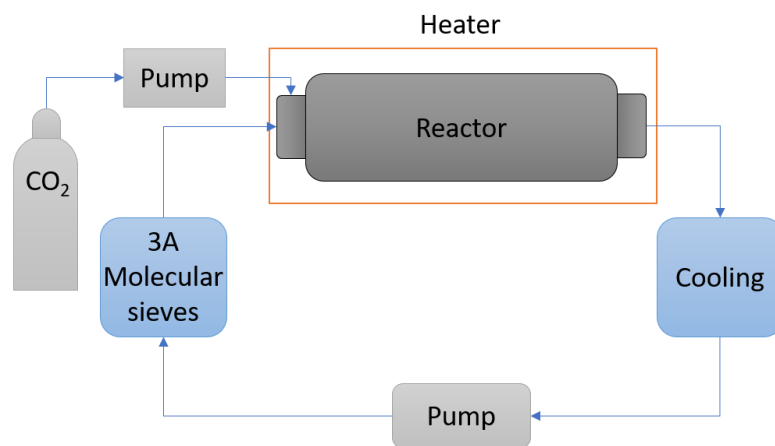 Heater
Pump
Reactor
CO₂
3A
Molecular
sieves
Cooling
Pump